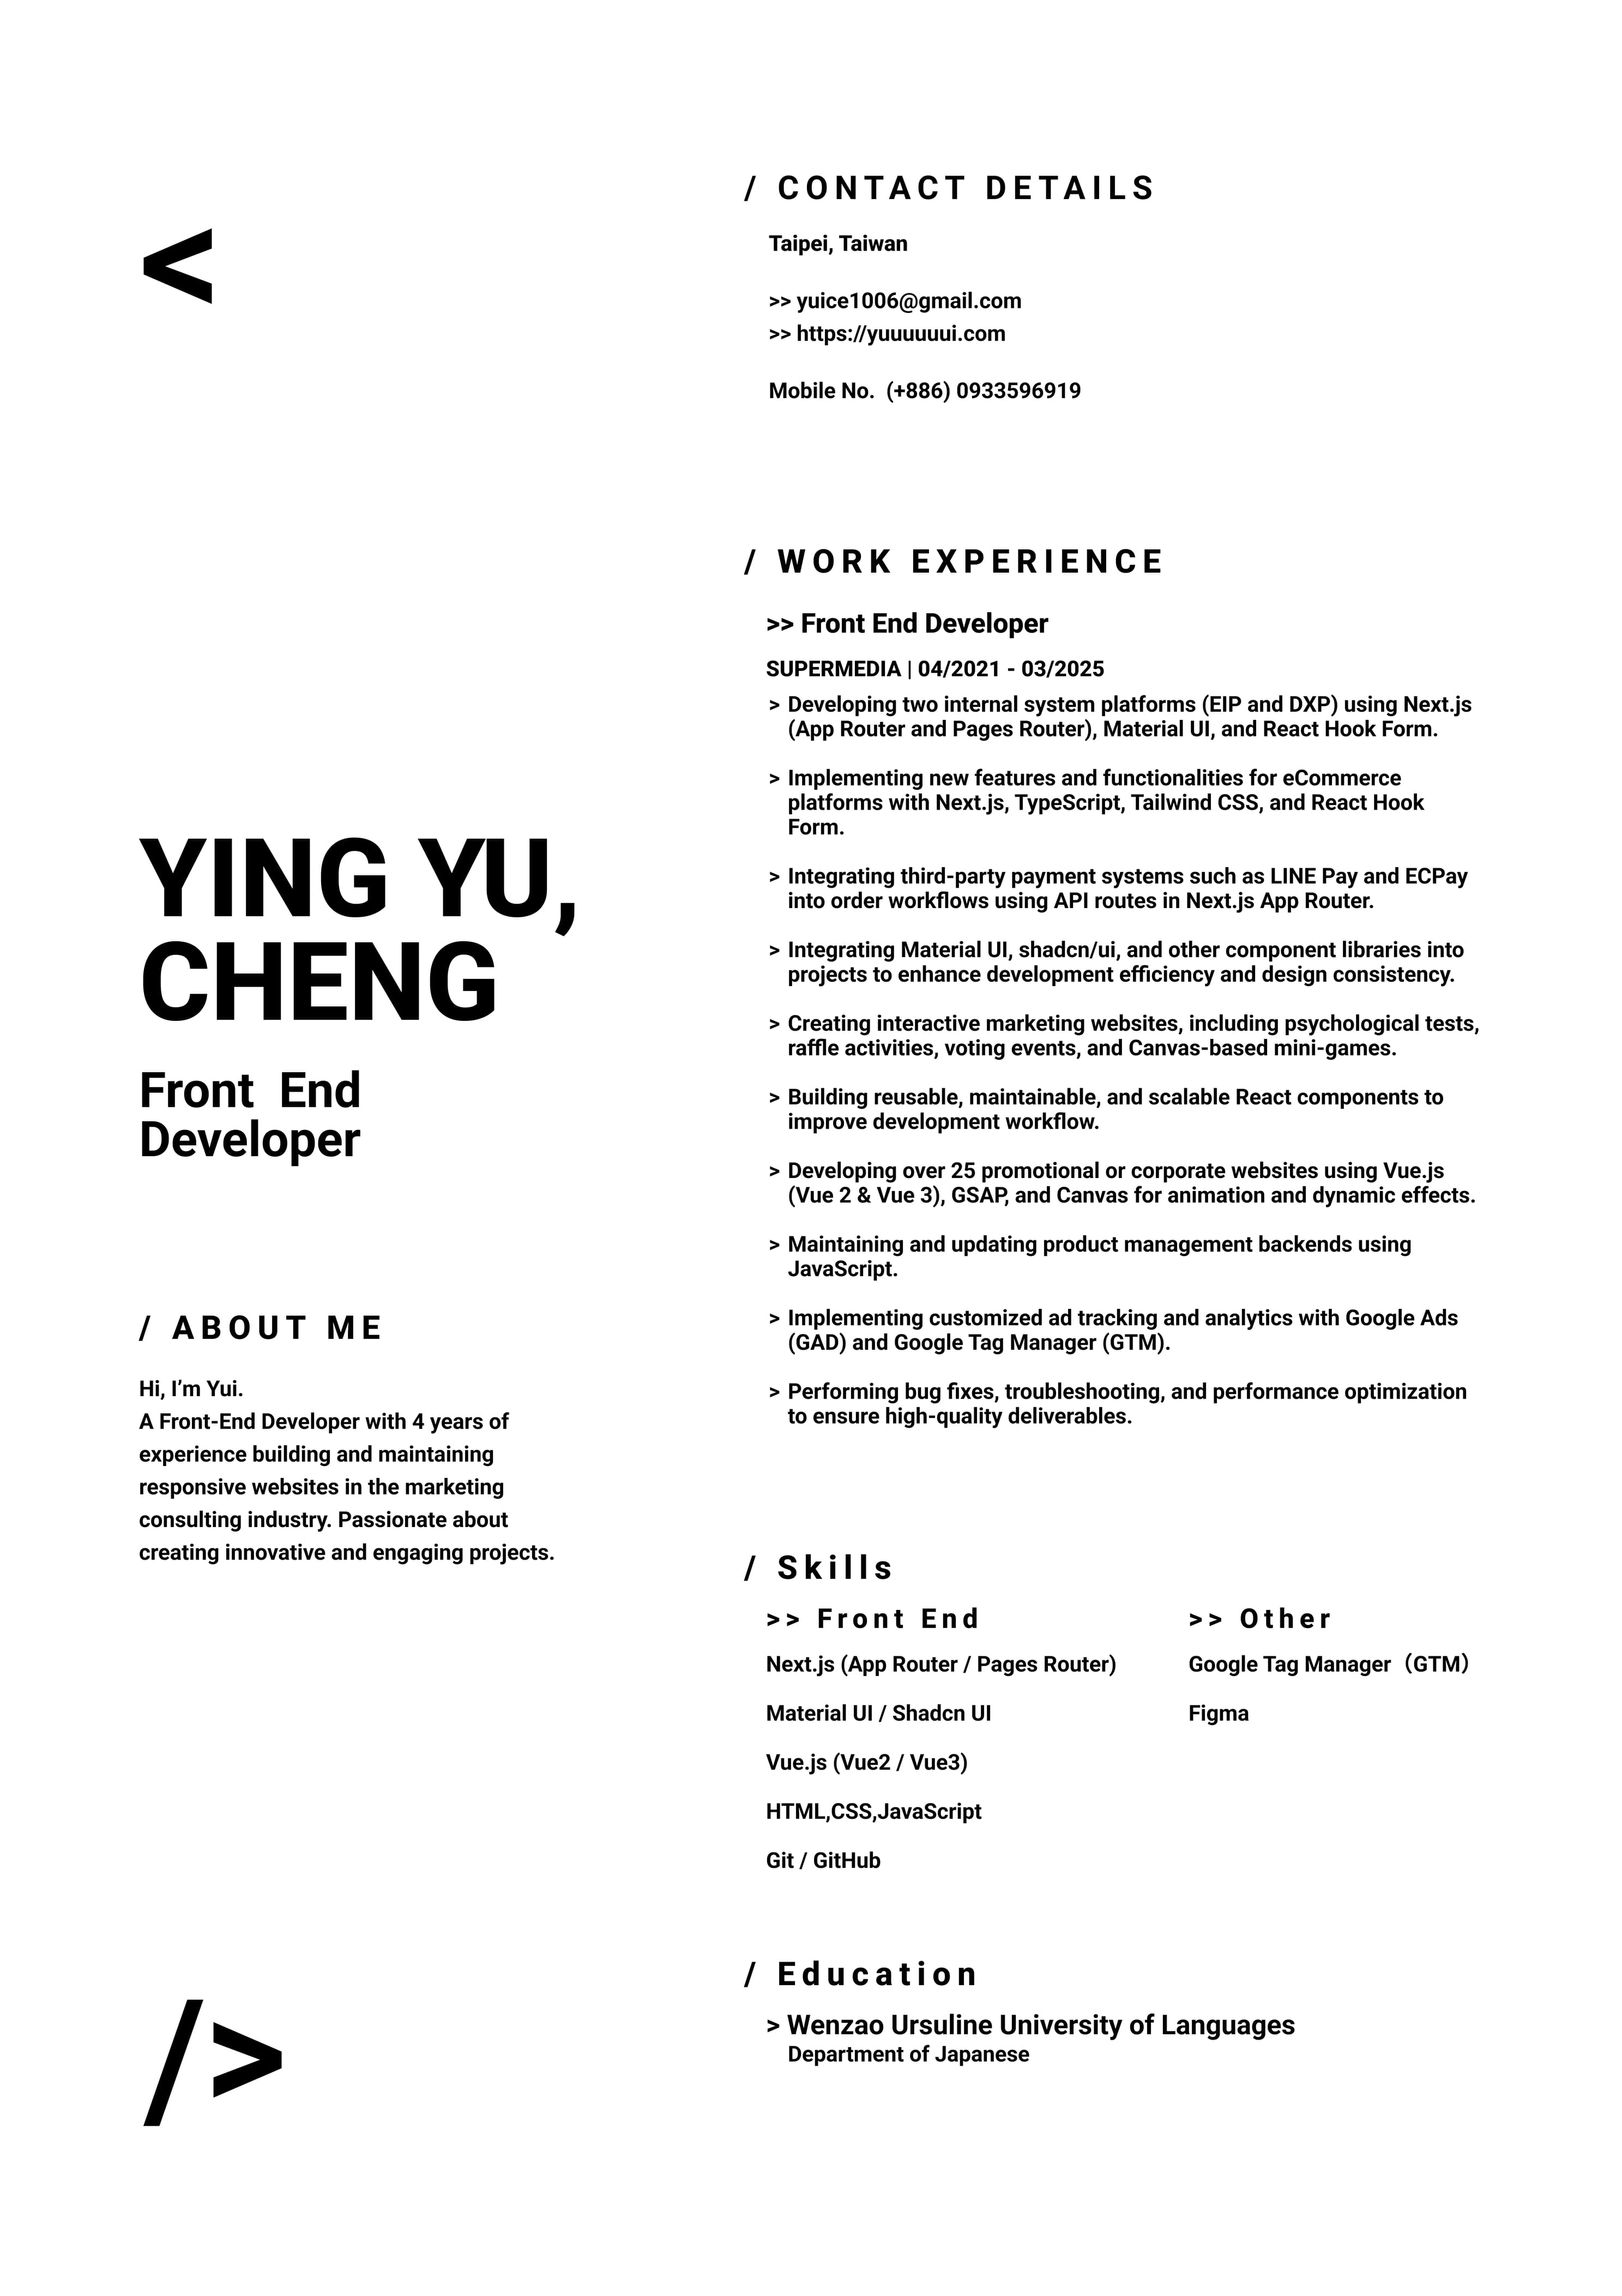 <
YING YU,
CHENG
Front End
Developer
/ ABOUT ME
Hi, I’m Yui.
A Front-End Developer with 4 years of
experience building and maintaining
responsive websites in the marketing
consulting industry. Passionate about
creating innovative and engaging projects.
/>
/ CONTACT DETAILS
Taipei, Taiwan
>> yuice1006@gmail.com
>> https://yuuuuuui.com
Mobile No. (+886) 0933596919
/ WORK EXPERIENCE
>> Front End Developer
SUPERMEDIA | 04/2021 - 03/2025
> Developing two internal system platforms (EIP and DXP) using Next.js
(App Router and Pages Router), Material UI, and React Hook Form.
> Implementing new features and functionalities for eCommerce
platforms with Next.js, TypeScript, Tailwind CSS, and React Hook
Form.
> Integrating third-party payment systems such as LINE Pay and ECPay
into order workflows using API routes in Next.js App Router.
> Integrating Material UI, shadcn/ui, and other component libraries into
projects to enhance development efficiency and design consistency.
> Creating interactive marketing websites, including psychological tests,
raffle activities, voting events, and Canvas-based mini-games.
> Building reusable, maintainable, and scalable React components to
improve development workflow.
> Developing over 25 promotional or corporate websites using Vue.js
(Vue 2 & Vue 3), GSAP, and Canvas for animation and dynamic effects.
> Maintaining and updating product management backends using
JavaScript.
> Implementing customized ad tracking and analytics with Google Ads
(GAD) and Google Tag Manager (GTM).
> Performing bug fixes, troubleshooting, and performance optimization
to ensure high-quality deliverables.
/ Skills
>> Front End
Next.js (App Router / Pages Router)
Material UI / Shadcn UI
Vue.js (Vue2 / Vue3)
HTML,CSS,JavaScript
Git / GitHub
>> Other
Google Tag Manager（GTM）
Figma
/ Education
> Wenzao Ursuline University of Languages
Department of Japanese